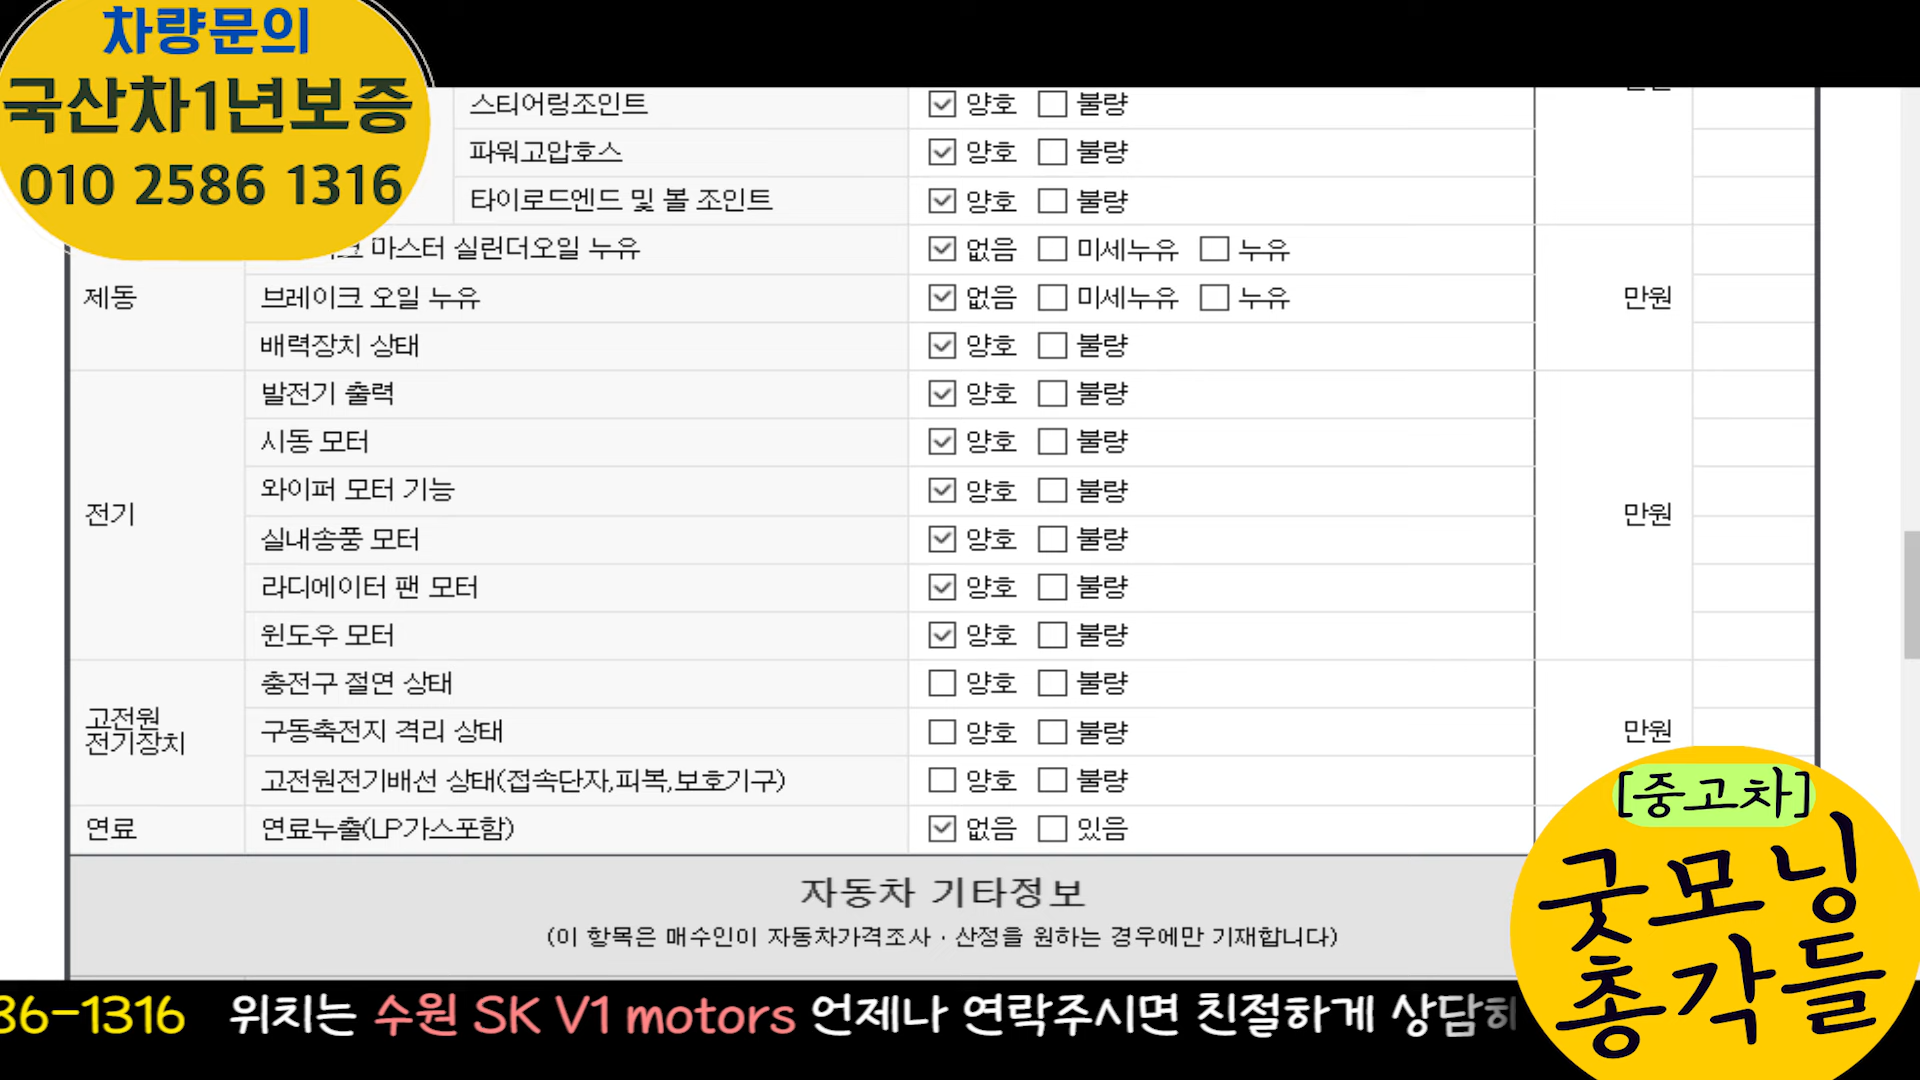 차량문의
국산차1년보증
010 2586 1316
스티어링조인트 양호 불량
파워고압호스 양호 불량
타이로드엔드 및 볼 조인트 양호 불량
마스터 실린더오일 누유 없음 미세누유 누유
제동 브레이크 오일 누유 없음 미세누유 누유 만원
배력장치 상태 양호 불량
발전기 출력 양호 불량
시동 모터 양호 불량
와이퍼 모터 기능 양호 불량
전기 만원
실내송풍 모터 양호 불량
라디에이터 팬 모터 양호 불량
윈도우 모터 양호 불량
충전구 절연 상태 양호 불량
고전원
전기장치
구동축전지 격리 상태 양호 불량 만원
고전원전기배선 상태(접속단자,피복,보호기구) 양호 불량
연료 연료누출(LP가스포함) 없음 있음
자동차 기타정보
(이 항목은 매수인이 자동차가격조사·산정을 원하는 경우에만 기재합니다)
[중고차]
굿모닝
총각들
86-1316 위치는 수원 SK V1 motors 언제나 연락주시면 친절하게 상담히